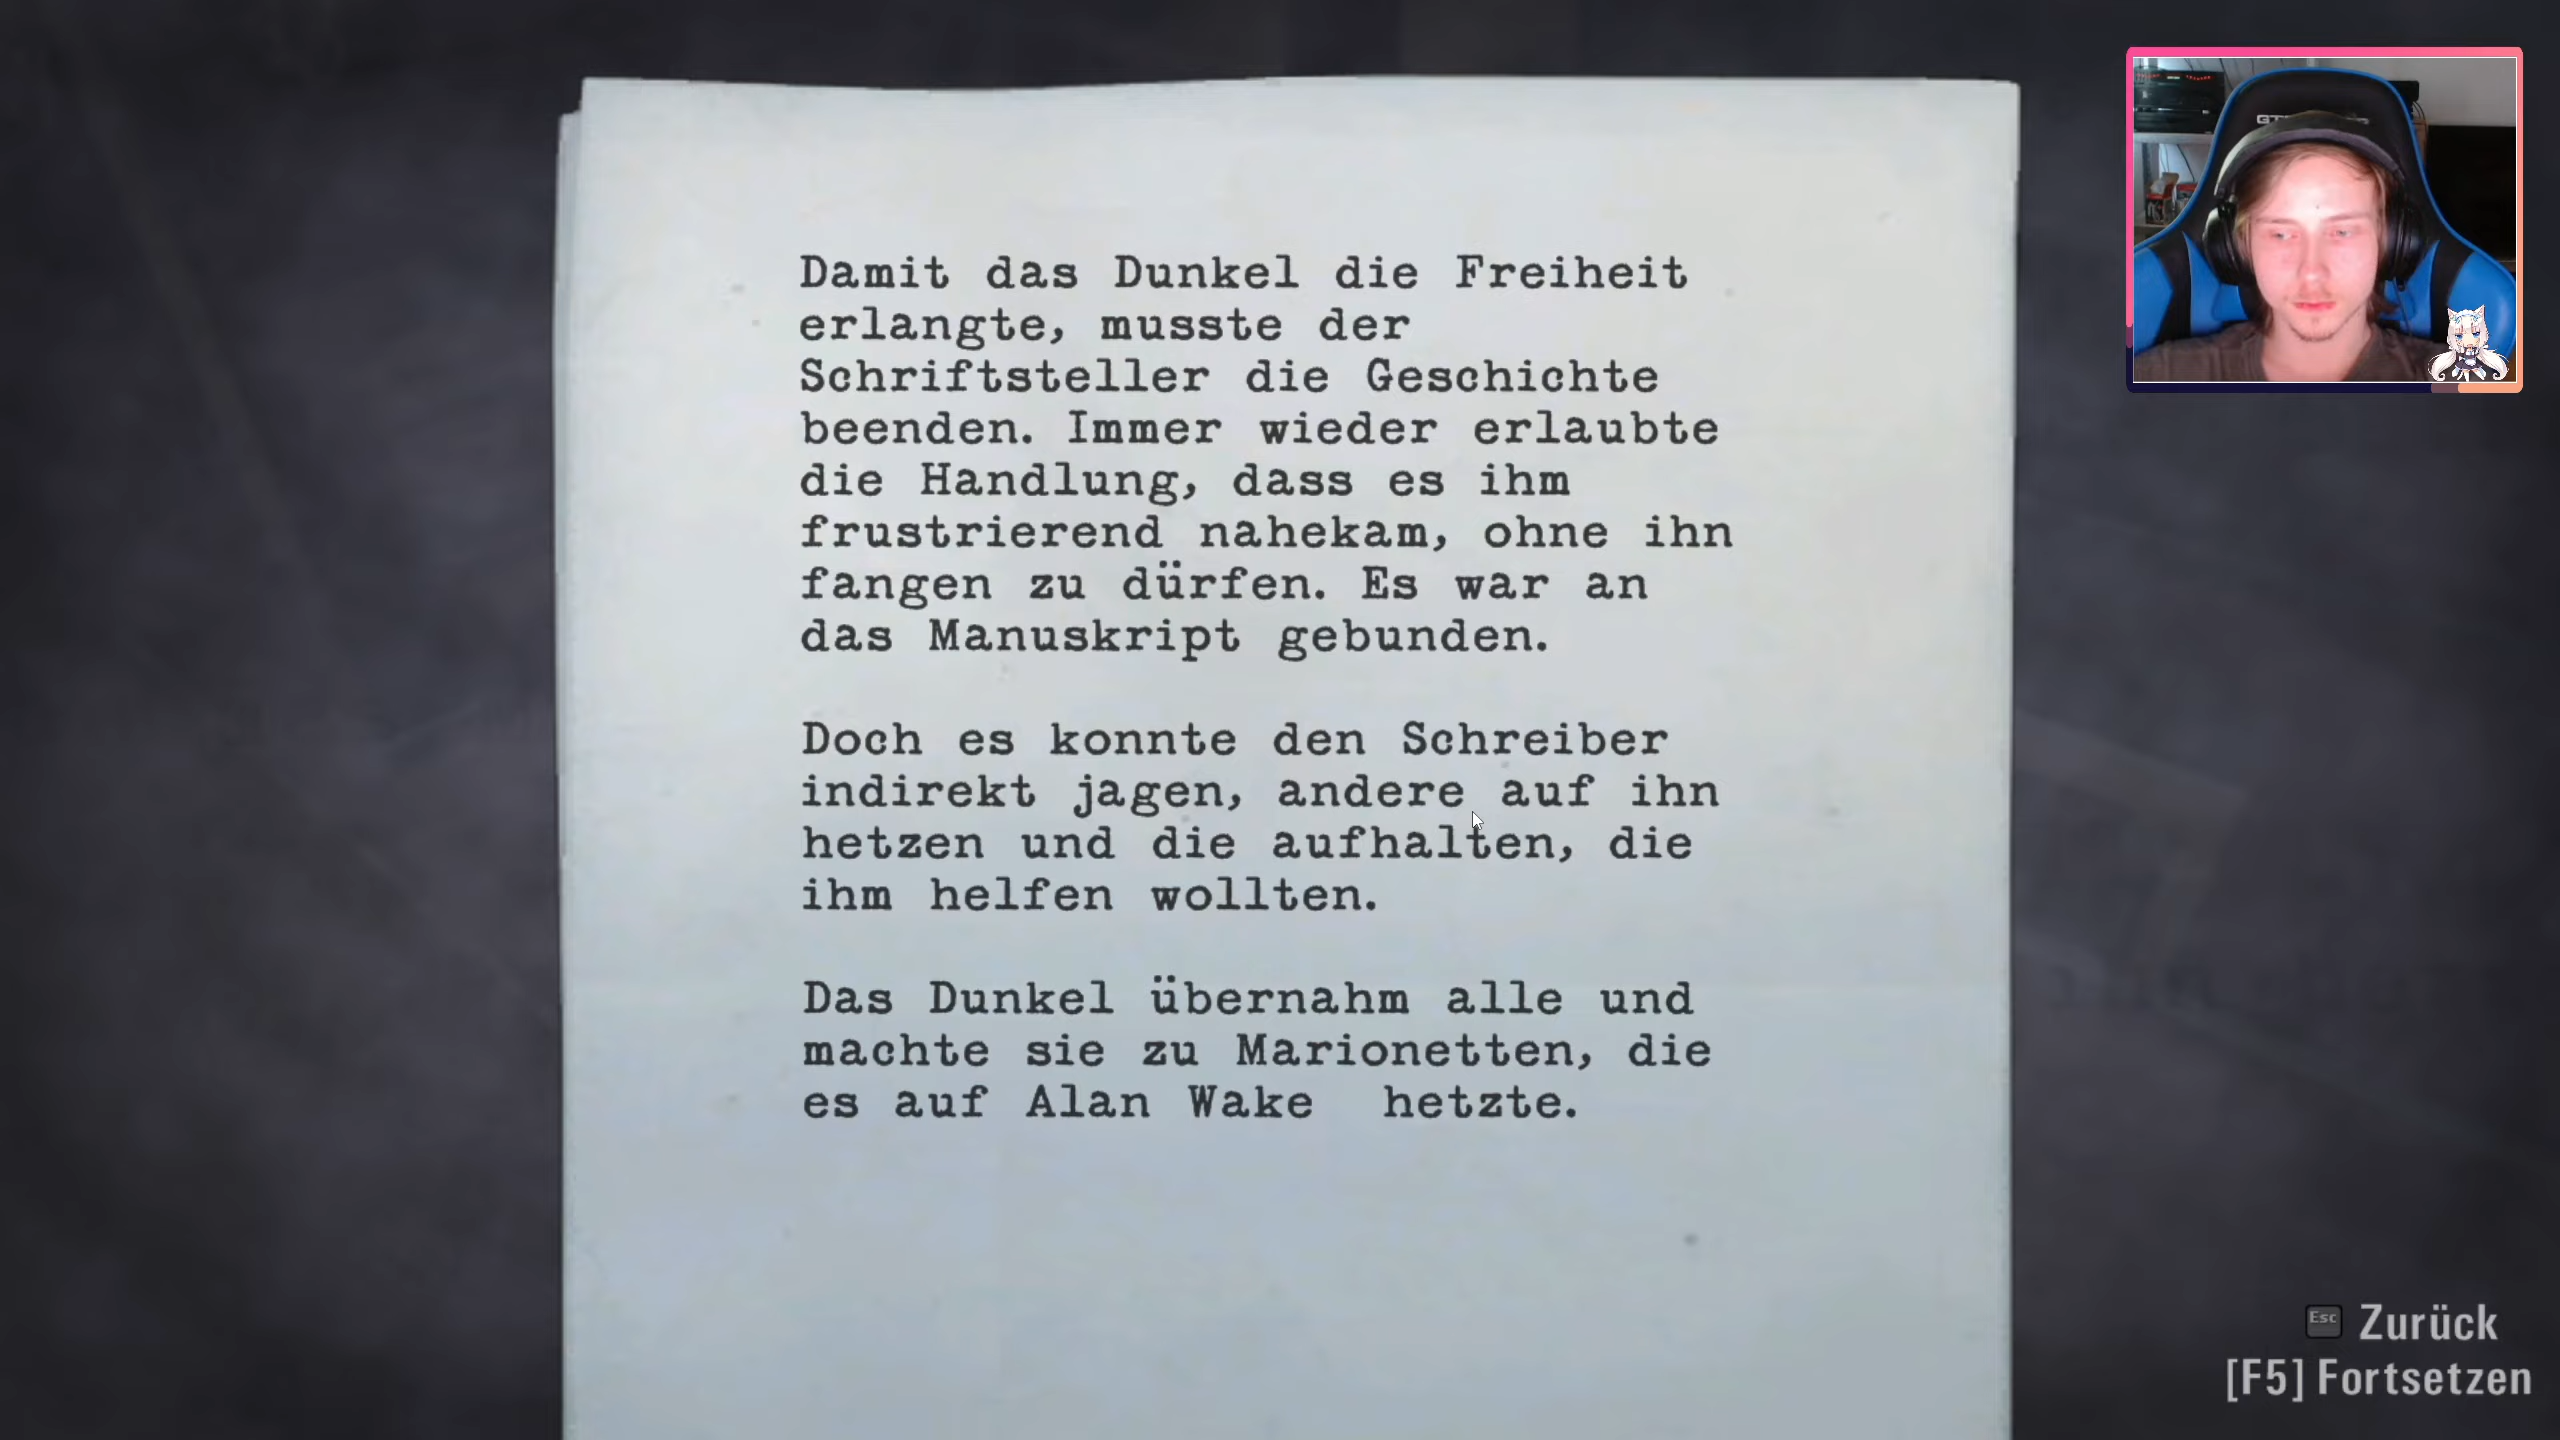 Damit das Dunkel die Freiheit
erlangte, musste der
Schriftsteller die Geschichte
beenden. Immer wieder erlaubte
die Handlung, dass es ihm
frustrierend nahekam, ohne ihn
fangen zu dürfen. Es war an
das Manuskript gebunden.
Doch es konnte den Schreiber
indirekt jagen, andere auf ihn
hetzen und die aufhalten, die
ihm helfen wollten.
Das Dunkel übernahm alle und
machte sie zu Marionetten, die
es auf Alan Wake hetzte.
Esc Zurück
[F5] Fortsetzen